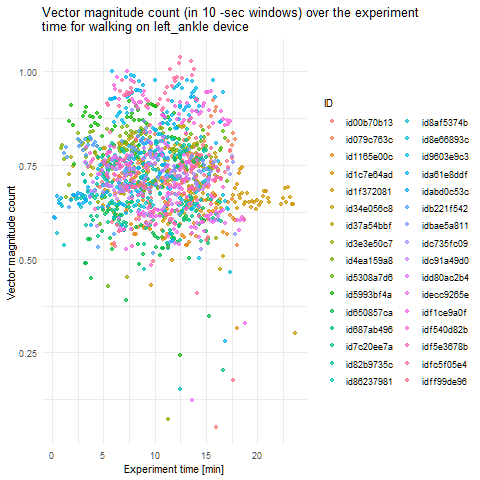 Vector magnitude count (in 10 -sec windows) over the experiment
time for walking on left_ankle device
Vector magnitude count
1.00
0.75
0.50
0.25
0
5
10
15
20
Experiment time [min]
ID
id00b70b13
id079c763c
id1165e00c
id1c7e64ad
id1f372081
id34e056c8
id37a54bbf
id3e3e50c7
id4ea159a8
id5308a7d6
id5993bf4a
id650857ca
id687ab496
id7c20ee7a
id82b9735c
id86237981
id8af5374b
id8e66893c
id9603e9c3
ida61e8ddf
idabd0c53c
idb221f542
idbae5a811
idc735fc09
idc91a49d0
idd80ac2b4
idecc9265e
idf1ce9a0f
idf540d82b
idf5e3678b
idfc5f05e4
idff99de96